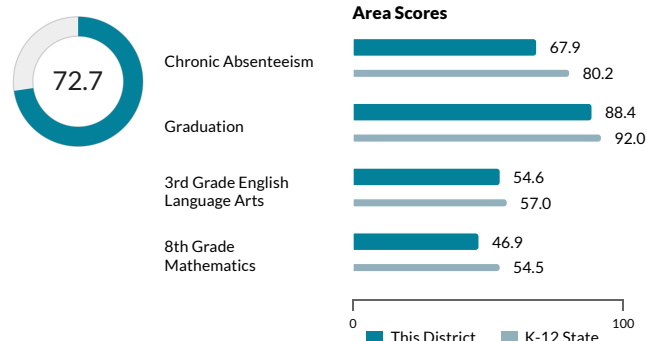 Area Scores
72.7
Chronic Absenteeism
67.9
80.2
Graduation
88.4
92.0
3rd Grade English
Language Arts
54.6
57.0
8th Grade
Mathematics
46.9
54.5
0
100
This District
K-12 State